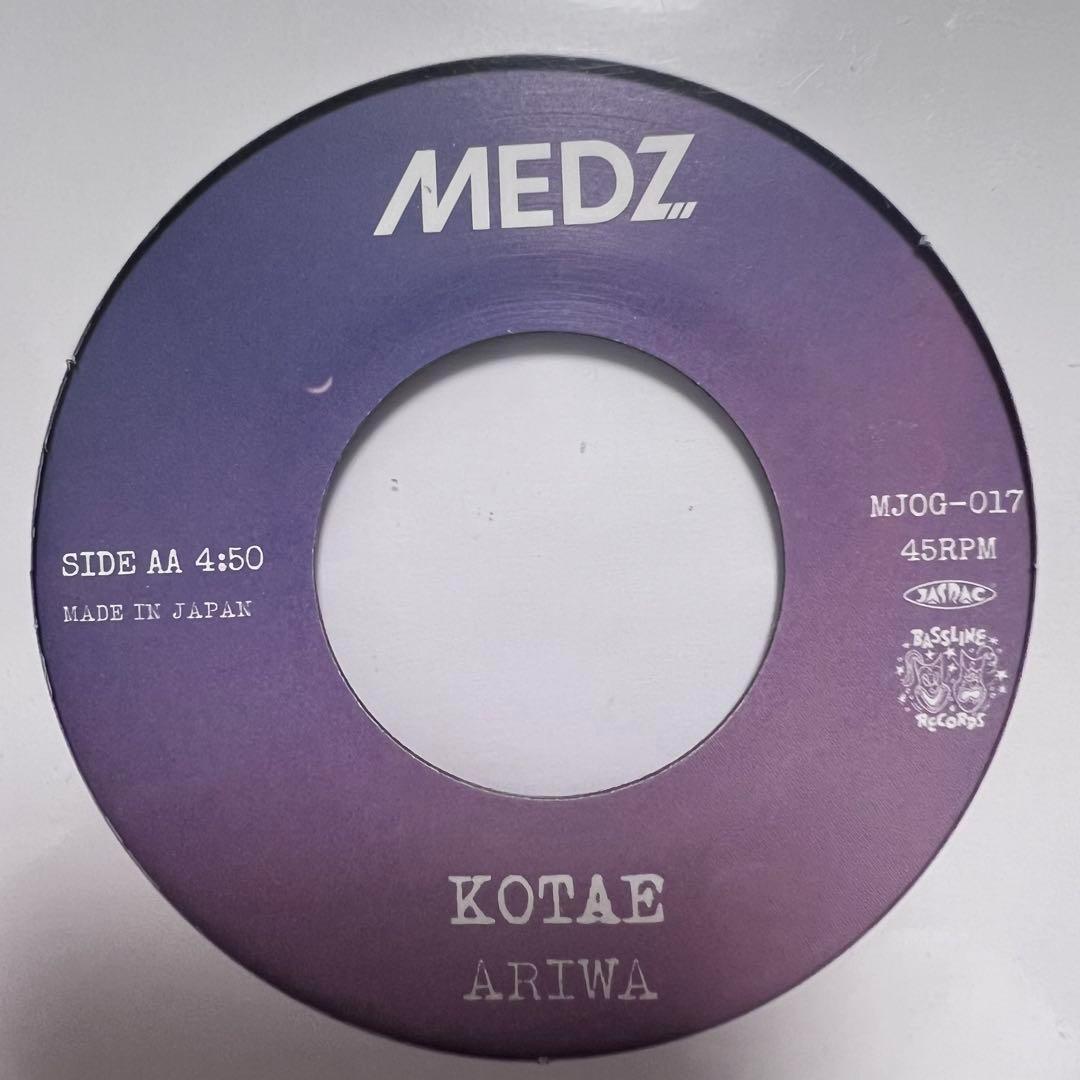 MEDZ
SIDE AA 4:50
MADE IN JAPAN
MJOG-017
45RPM
JASRAC
BASSLINE
RECORDS
KOTAE
ARIWA